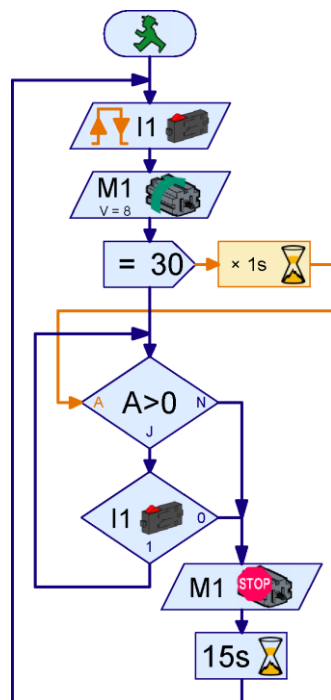 I1
M1
V = 8
= 30
× 1s
A>0
A
N
J
I1
0
1
M1
STOP
15s